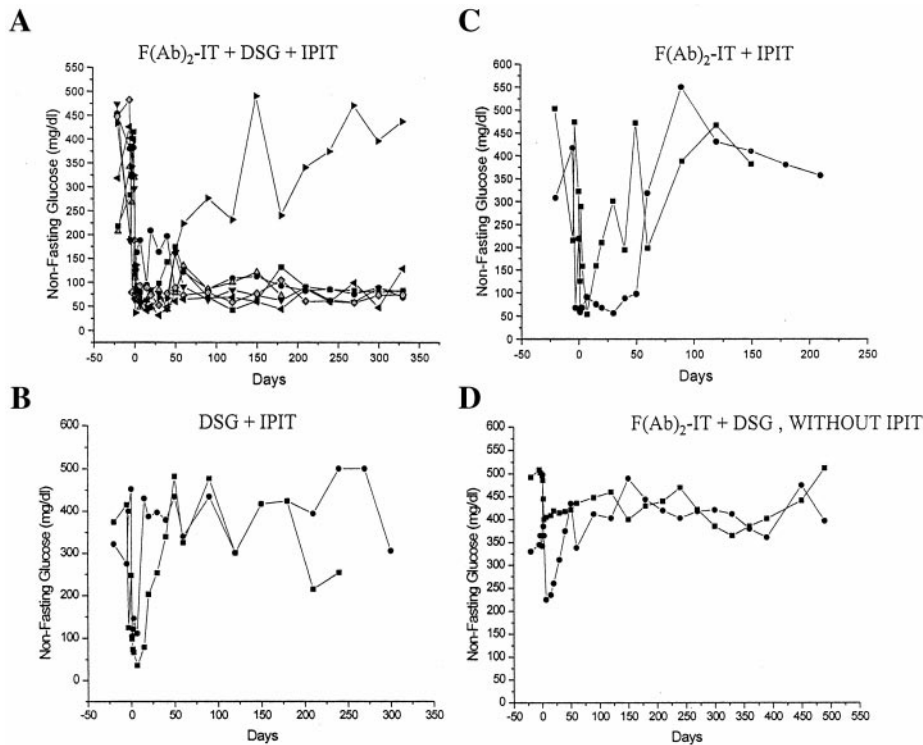 A
F(Ab)₂-IT + DSG + IPIT
Non-Fasting Glucose (mg/dl)
550
500
450
400
350
300
250
200
150
100
50
0
-50 0 50 100 150 200 250 300 350
Days
C
F(Ab)₂-IT + IPIT
Non-Fasting Glucose (mg/dl)
600
550
500
450
400
350
300
250
200
150
100
50
0
-50 0 50 100 150 200 250
Days
B
DSG + IPIT
Non-Fasting Glucose (mg/dl)
600
500
400
300
200
100
0
-50 0 50 100 150 200 250 300
Days
D
F(Ab)₂-IT + DSG , WITHOUT IPIT
Non-Fasting Glucose (mg/dl)
600
550
500
450
400
350
300
250
200
150
100
50
0
-50 0 50 100 150 200 250 300 350 400 450 500 550
Days